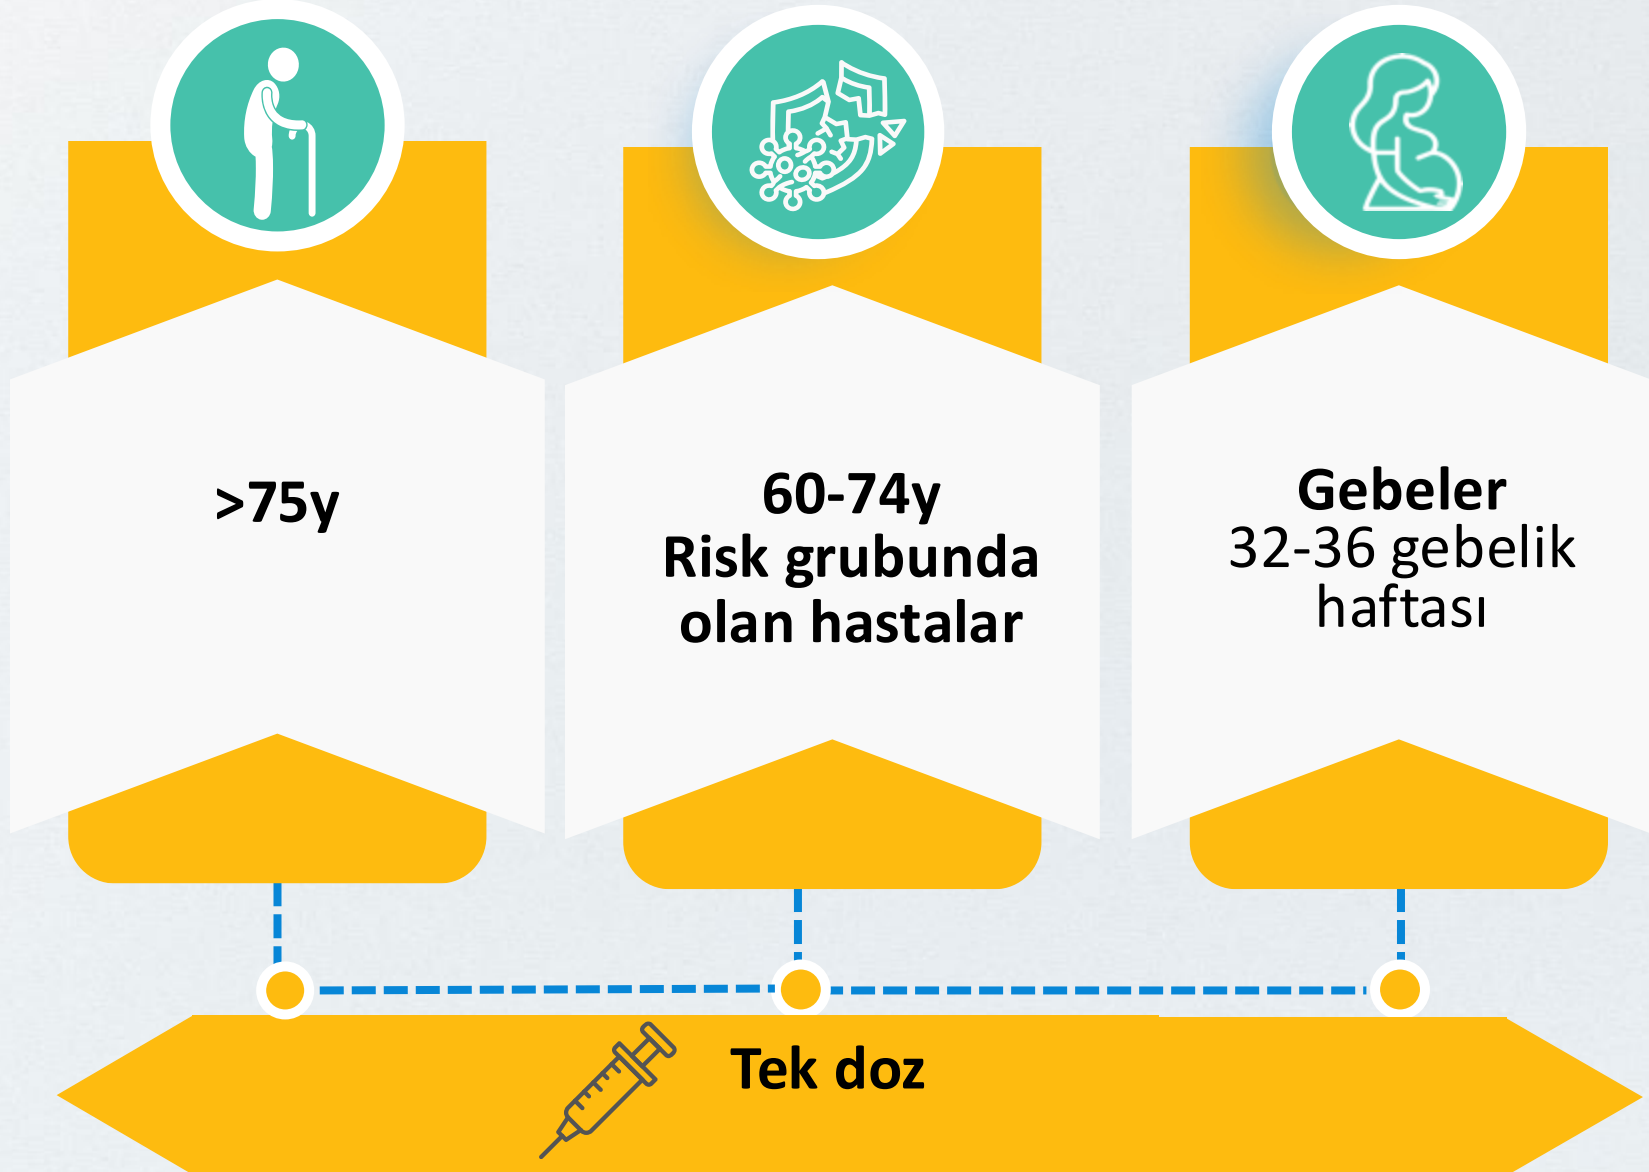 >75y
60-74y
Risk grubunda
olan hastalar
Gebeler
32-36 gebelik
haftası
Tek doz